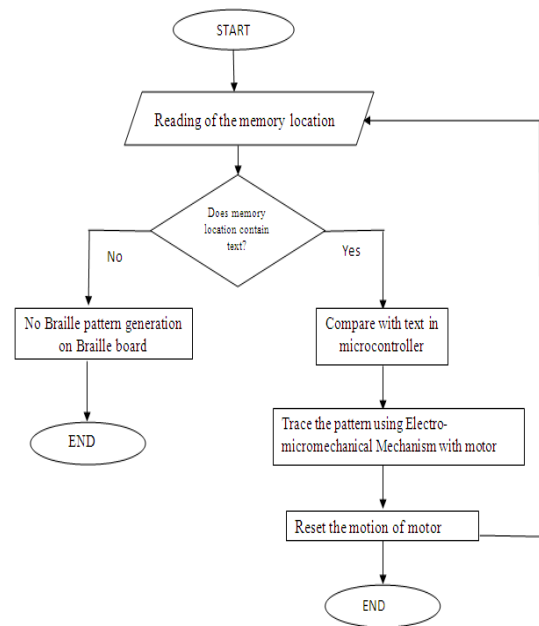 START
Reading of the memory location
Does memory
location contain
text?
No
Yes
No Braille pattern generation
on Braille board
Compare with text in
microcontroller
END
Trace the pattern using Electro-
micromechanical Mechanism with motor
Reset the motion of motor
END